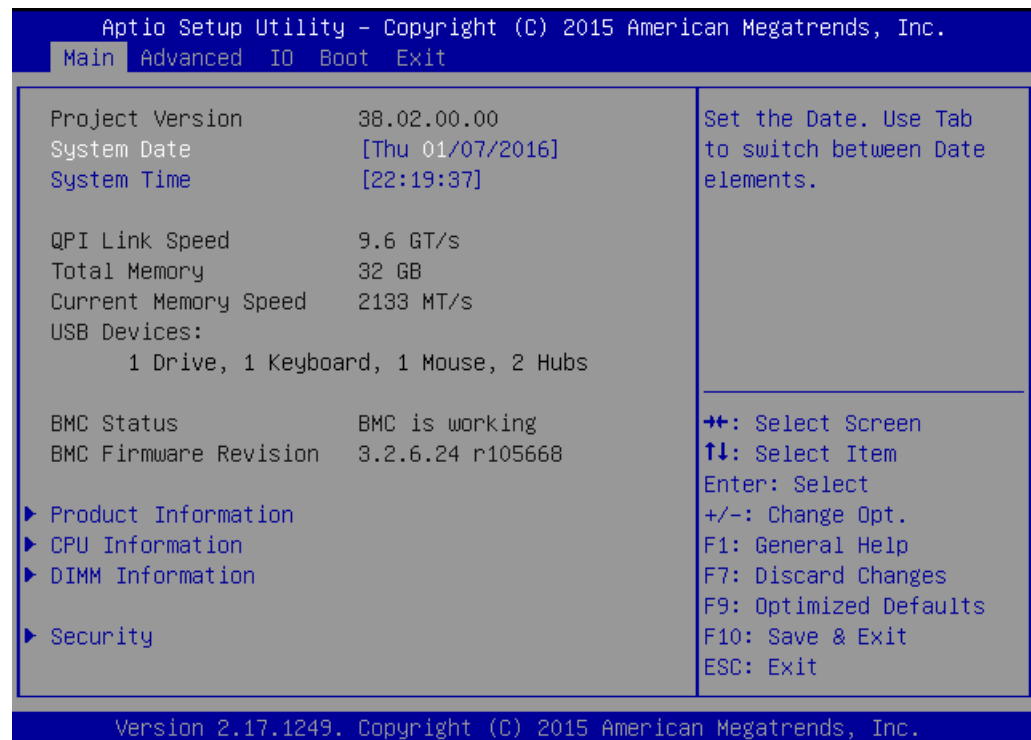 Aptio Setup Utility – Copyright (C) 2015 American Megatrends, Inc.
Main Advanced IO Boot Exit
Project Version 38.02.00.00
System Date [Thu 01/07/2016]
System Time [22:19:37]
QPI Link Speed 9.6 GT/s
Total Memory 32 GB
Current Memory Speed 2133 MT/s
USB Devices:
1 Drive, 1 Keyboard, 1 Mouse, 2 Hubs
BMC Status BMC is working
BMC Firmware Revision 3.2.6.24 r105668
▶ Product Information
▶ CPU Information
▶ DIMM Information
▶ Security
Set the Date. Use Tab
to switch between Date
elements.
→←: Select Screen
↑↓: Select Item
Enter: Select
+/-: Change Opt.
F1: General Help
F7: Discard Changes
F9: Optimized Defaults
F10: Save & Exit
ESC: Exit
Version 2.17.1249. Copyright (C) 2015 American Megatrends, Inc.